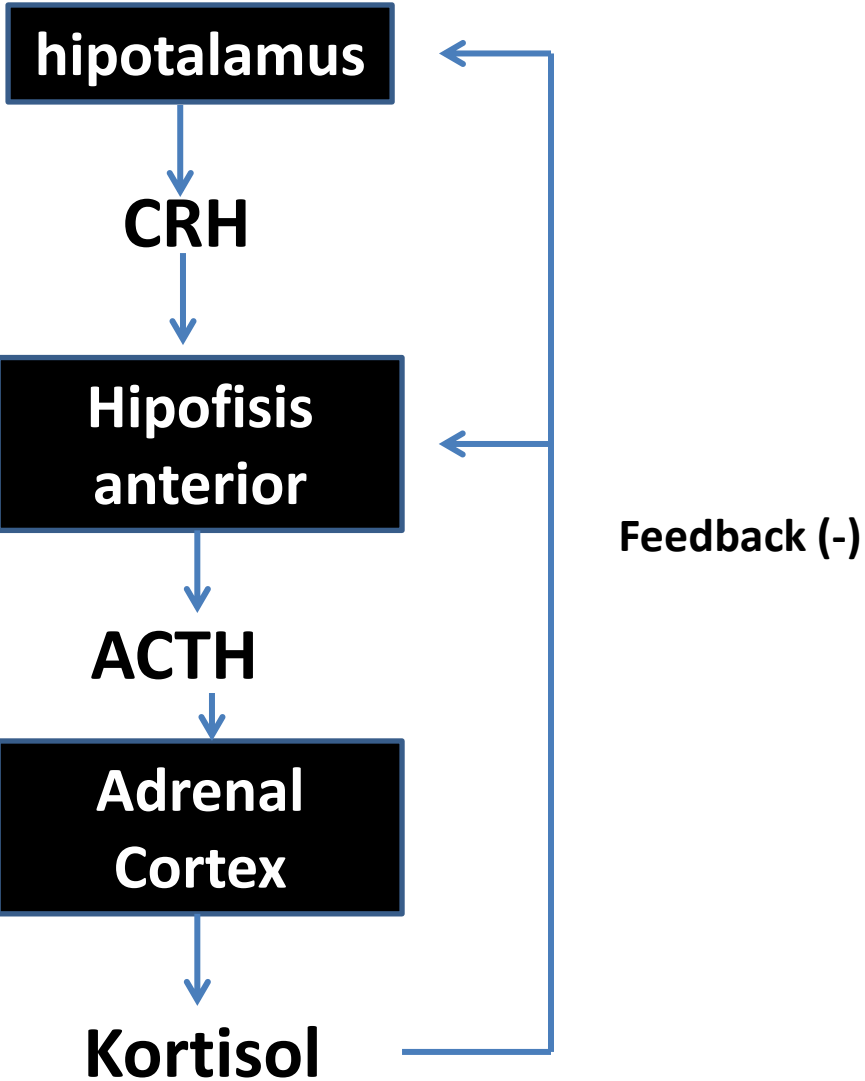 hipotalamus
CRH
Hipofisis
anterior
Feedback (-)
ACTH
Adrenal
Cortex
Kortisol